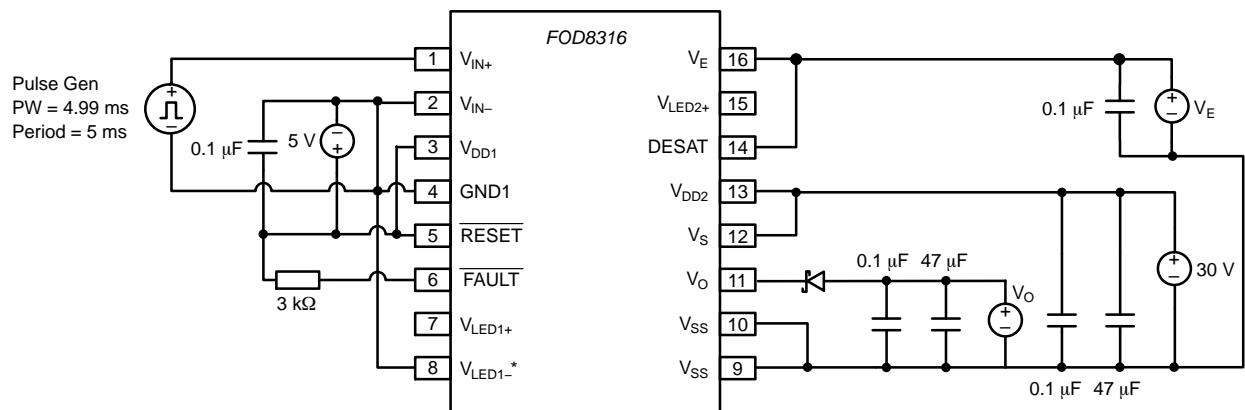 FOD8316
Pulse Gen
PW = 4.99 ms
Period = 5 ms
+
−
0.1 μF
5 V
−
+
3 kΩ
1 V_IN+
2 V_IN−
3 V_DD1
4 GND1
5 R̅E̅S̅E̅T̅
6 F̅A̅U̅L̅T̅
7 V_LED1+
8 V_LED1−*
V_E 16
V_LED2+ 15
DESAT 14
V_DD2 13
V_S 12
V_O 11
V_SS 10
V_SS 9
0.1 μF
+
−
V_E
0.1 μF
47 μF
V_O
+
−
+
−
30 V
0.1 μF
47 μF